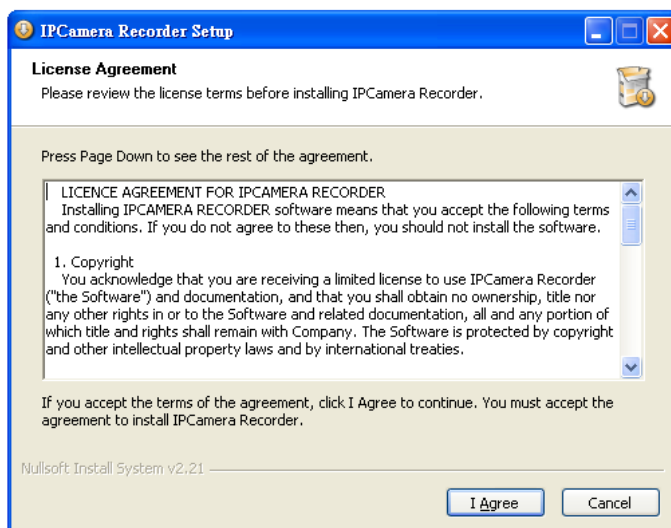 IPCamera Recorder Setup
License Agreement
Please review the license terms before installing IPCamera Recorder.
Press Page Down to see the rest of the agreement.
LICENCE AGREEMENT FOR IPCAMERA RECORDER
Installing IPCAMERA RECORDER software means that you accept the following terms
and conditions. If you do not agree to these then, you should not install the software.
1. Copyright
You acknowledge that you are receiving a limited license to use IPCamera Recorder
("the Software") and documentation, and that you shall obtain no ownership, title nor
any other rights in or to the Software and related documentation, all and any portion of
which title and rights shall remain with Company. The Software is protected by copyright
and other intellectual property laws and by international treaties.
If you accept the terms of the agreement, click I Agree to continue. You must accept the
agreement to install IPCamera Recorder.
Nullsoft Install System v2.21
I Agree
Cancel